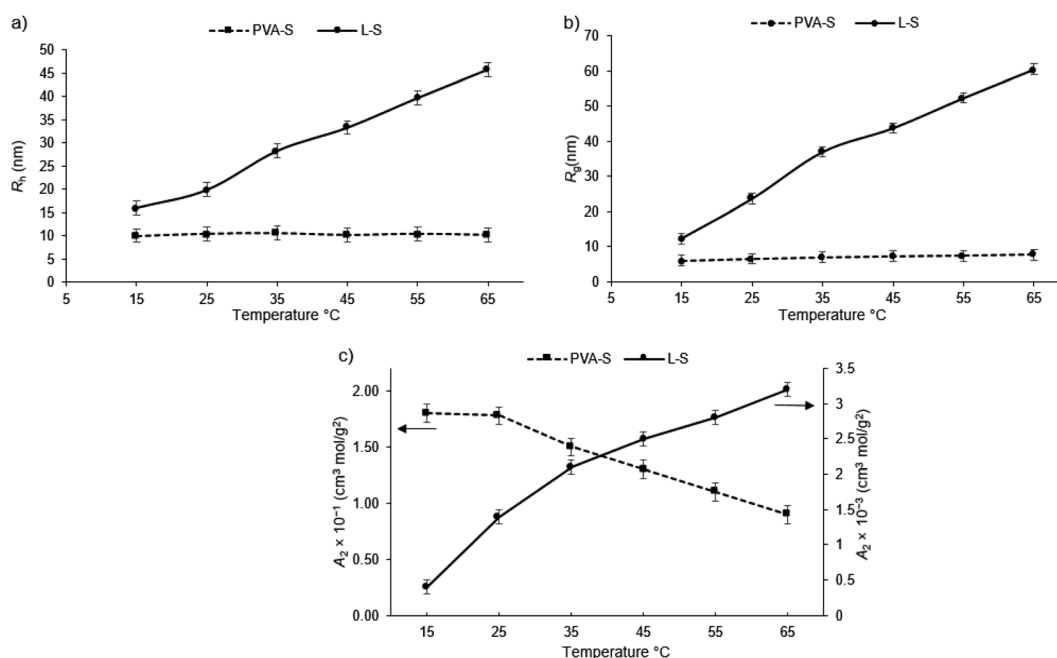 a)
PVA-S L-S
50
45
40
35
30
25
20
15
10
5
0
Rh (nm)
5 15 25 35 45 55 65
Temperature °C
b)
PVA-S L-S
70
60
50
40
30
20
10
0
Rg(nm)
5 15 25 35 45 55 65
Temperature °C
c)
PVA-S L-S
2.00
1.50
1.00
0.50
0.00
A2 × 10⁻¹ (cm³ mol/g²)
3.5
3
2.5
2
1.5
1
0.5
0
A2 × 10⁻³ (cm³ mol/g²)
15 25 35 45 55 65
Temperature °C